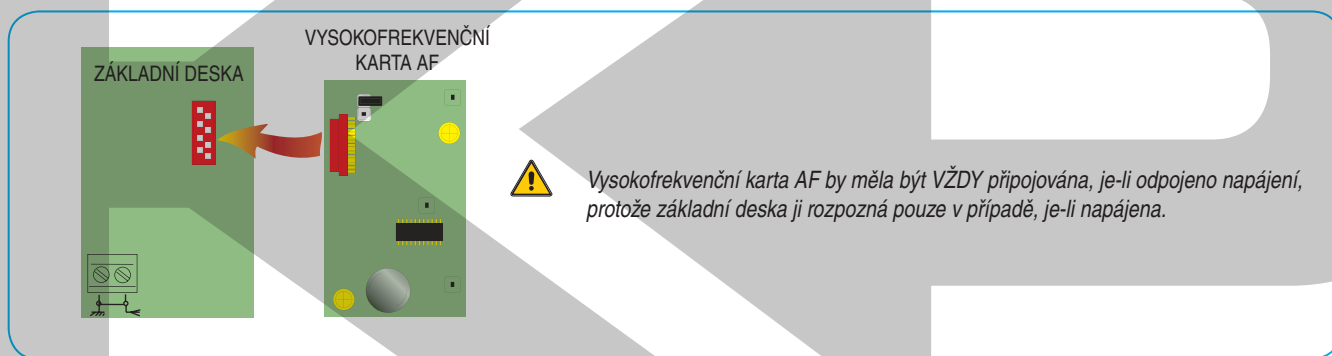 VYSOKOFREKVENČNÍ
KARTA AF
ZÁKLADNÍ DESKA
Vysokofrekvenční karta AF by měla být VŽDY připojována, je-li odpojeno napájení,
protože základní deska ji rozpozná pouze v případě, je-li napájena.